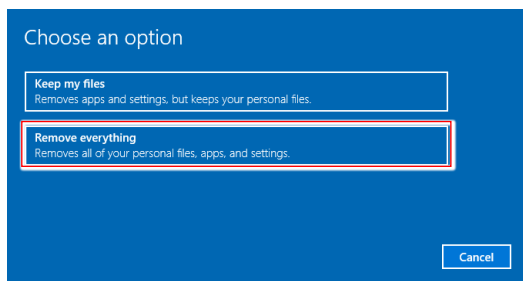 Choose an option
Keep my files
Removes apps and settings, but keeps your personal files.
Remove everything
Removes all of your personal files, apps, and settings.
Cancel